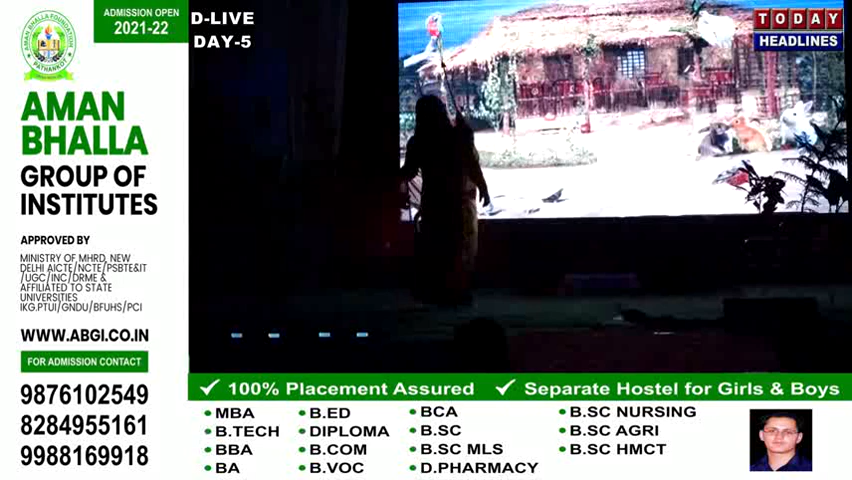 AMAN BHALLA FOUNDATION
PATHANKOT
ADMISSION OPEN
2021-22
AMAN
BHALLA
GROUP OF
INSTITUTES
APPROVED BY
MINISTRY OF MHRD, NEW
DELHI AICTE/NCTE/PSBTE&IT
/UGC/INC/DRME &
AFFILIATED TO STATE
UNIVERSITIES
IKG.PTUI/GNDU/BFUHS/PCI
WWW.ABGI.CO.IN
FOR ADMISSION CONTACT
9876102549
8284955161
9988169918
D-LIVE
DAY-5
TODAY
HEADLINES
✓ 100% Placement Assured ✓ Separate Hostel for Girls & Boys
• MBA
• B.TECH
• BBA
• BA
• B.ED
• DIPLOMA
• B.COM
• B.VOC
• BCA
• B.SC
• B.SC MLS
• D.PHARMACY
• B.SC NURSING
• B.SC AGRI
• B.SC HMCT